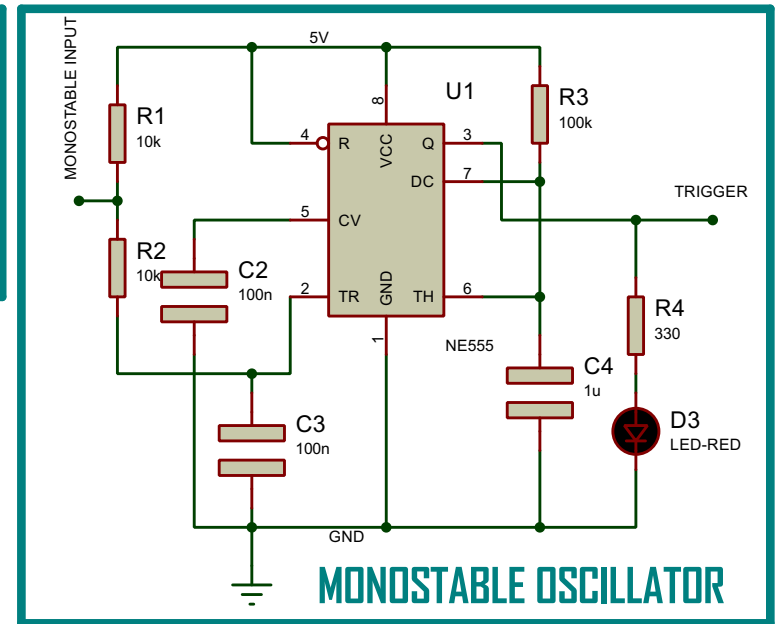 MONOSTABLE INPUT
5V
R1
10k
R2
10k
C2
100n
C3
100n
U1
NE555
4
R
8
VCC
Q
3
DC
7
5
CV
2
TR
GND
1
TH
6
R3
100k
C4
1u
TRIGGER
R4
330
D3
LED-RED
GND
MONOSTABLE OSCILLATOR